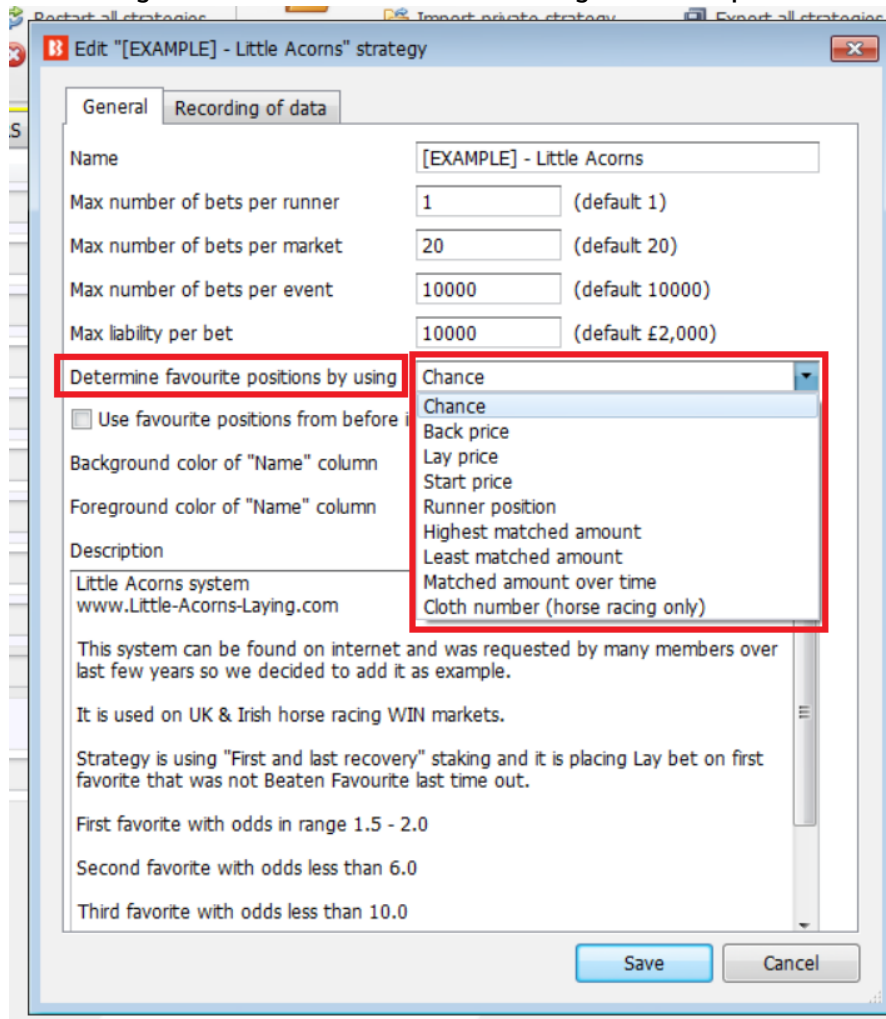 Restart all strategies Import private strategy Export all strategies
Edit "[EXAMPLE] - Little Acorns" strategy
General Recording of data
Name [EXAMPLE] - Little Acorns
Max number of bets per runner 1 (default 1)
Max number of bets per market 20 (default 20)
Max number of bets per event 10000 (default 10000)
Max liability per bet 10000 (default £2,000)
Determine favourite positions by using Chance
Chance
Use favourite positions from before
Back price
Lay price
Background color of "Name" column
Start price
Runner position
Foreground color of "Name" column
Highest matched amount
Description
Least matched amount
Matched amount over time
Cloth number (horse racing only)
Little Acorns system
www.Little-Acorns-Laying.com
This system can be found on internet and was requested by many members over
last few years so we decided to add it as example.
It is used on UK & Irish horse racing WIN markets.
Strategy is using "First and last recovery" staking and it is placing Lay bet on first
favorite that was not Beaten Favourite last time out.
First favorite with odds in range 1.5 - 2.0
Second favorite with odds less than 6.0
Third favorite with odds less than 10.0
Save Cancel